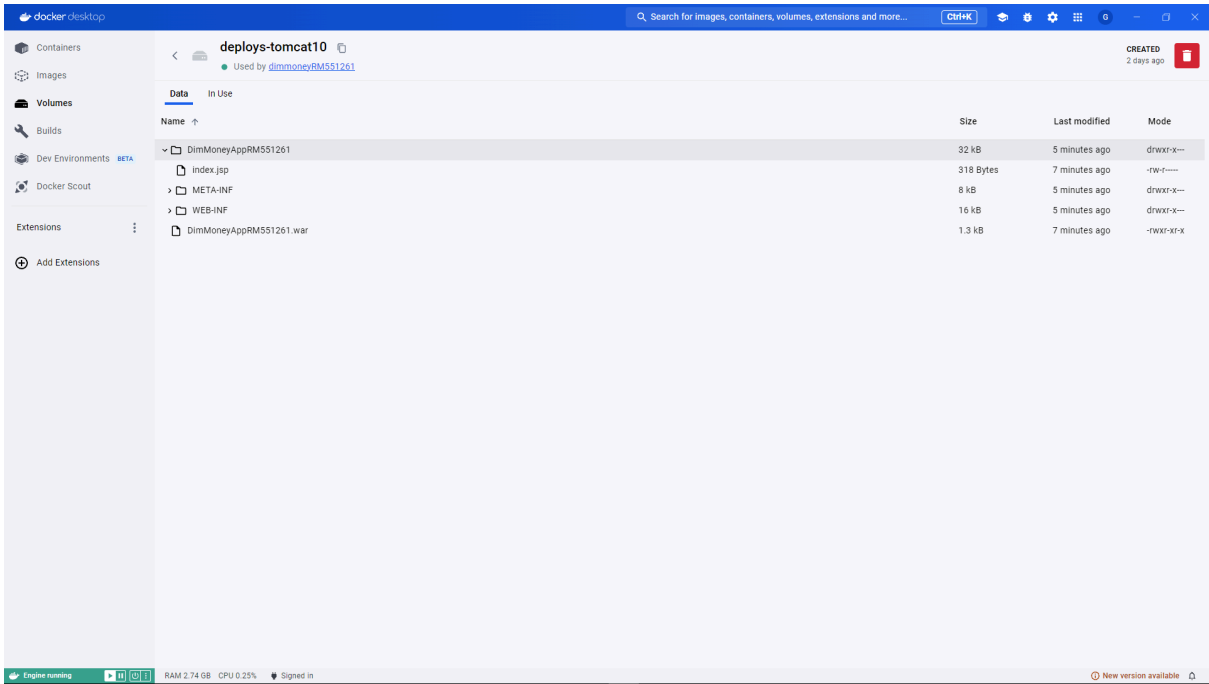 docker desktop
Search for images, containers, volumes, extensions and more...
Ctrl+K
G
Containers
Images
Volumes
Builds
Dev Environments BETA
Docker Scout
Extensions
Add Extensions
deploys-tomcat10
Used by dimmoneyRM551261
CREATED
2 days ago
Data In Use
Name Size Last modified Mode
DimMoneyAppRM551261 32 kB 5 minutes ago drwxr-x---
index.jsp 318 Bytes 7 minutes ago -rw-r-----
META-INF 8 kB 5 minutes ago drwxr-x---
WEB-INF 16 kB 5 minutes ago drwxr-x---
DimMoneyAppRM551261.war 1.3 kB 7 minutes ago -rwxr-xr-x
Engine running RAM 2.74 GB CPU 0.25% Signed in New version available